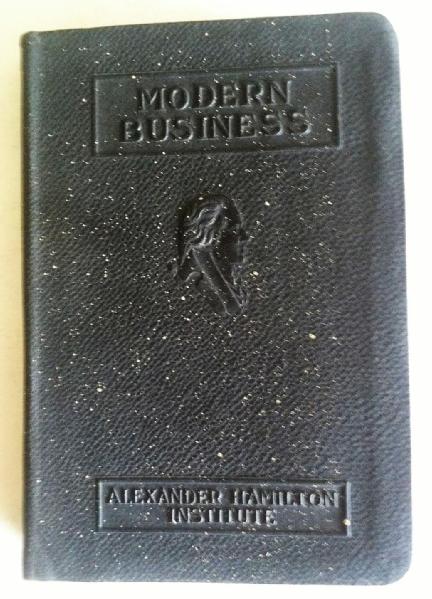 MODERN
BUSINESS
ALEXANDER HAMILTON
INSTITUTE